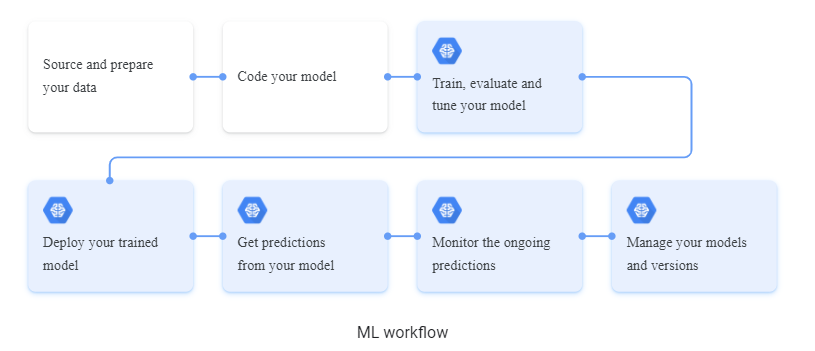 Source and prepare
your data
Code your model
Train, evaluate and
tune your model
Deploy your trained
model
Get predictions
from your model
Monitor the ongoing
predictions
Manage your models
and versions
ML workflow